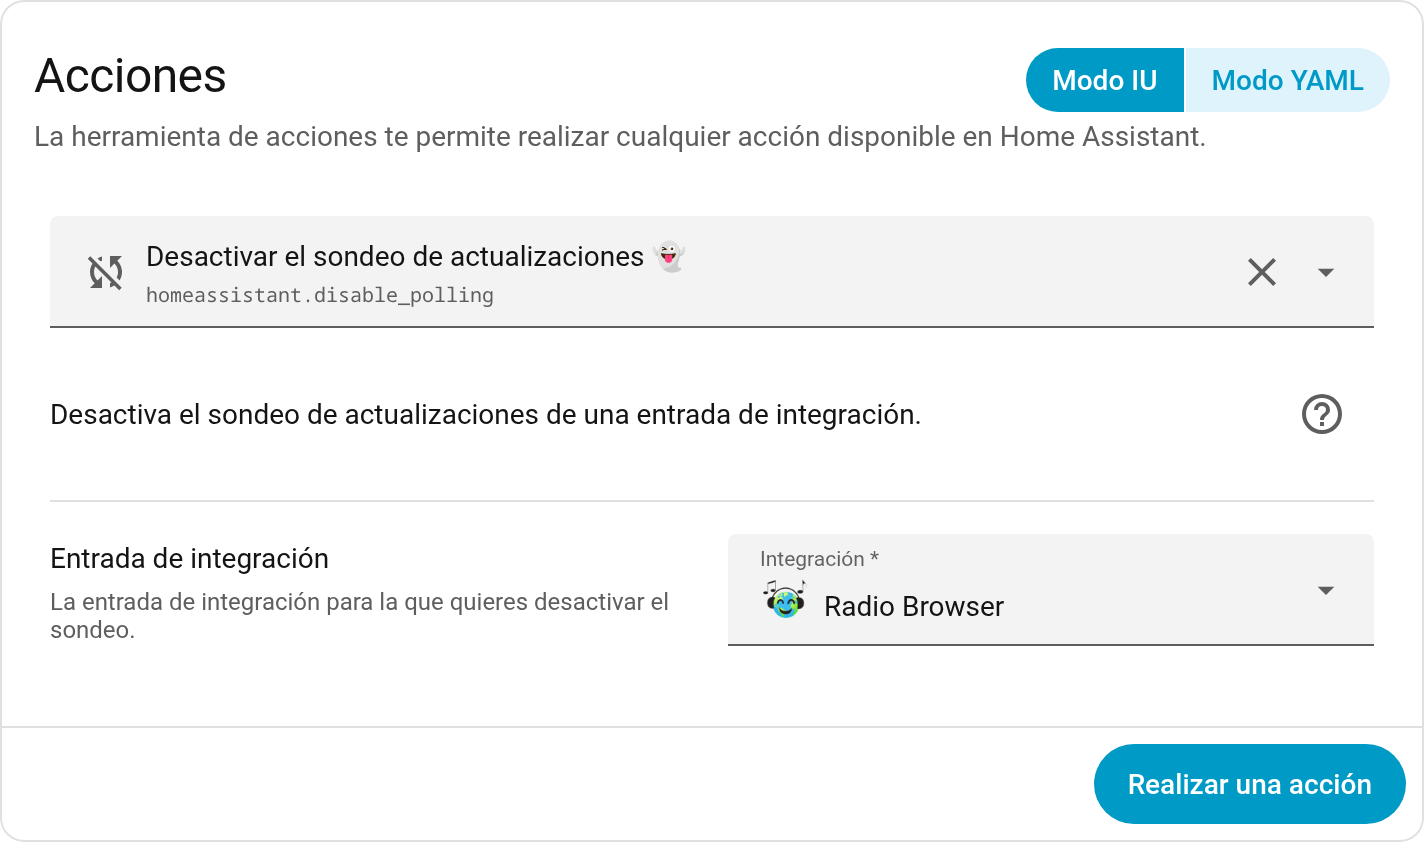 Acciones
Modo IU
Modo YAML
La herramienta de acciones te permite realizar cualquier acción disponible en Home Assistant.
Desactivar el sondeo de actualizaciones 👻
homeassistant.disable_polling
Desactiva el sondeo de actualizaciones de una entrada de integración.
Entrada de integración
La entrada de integración para la que quieres desactivar el
sondeo.
Integración *
Radio Browser
Realizar una acción